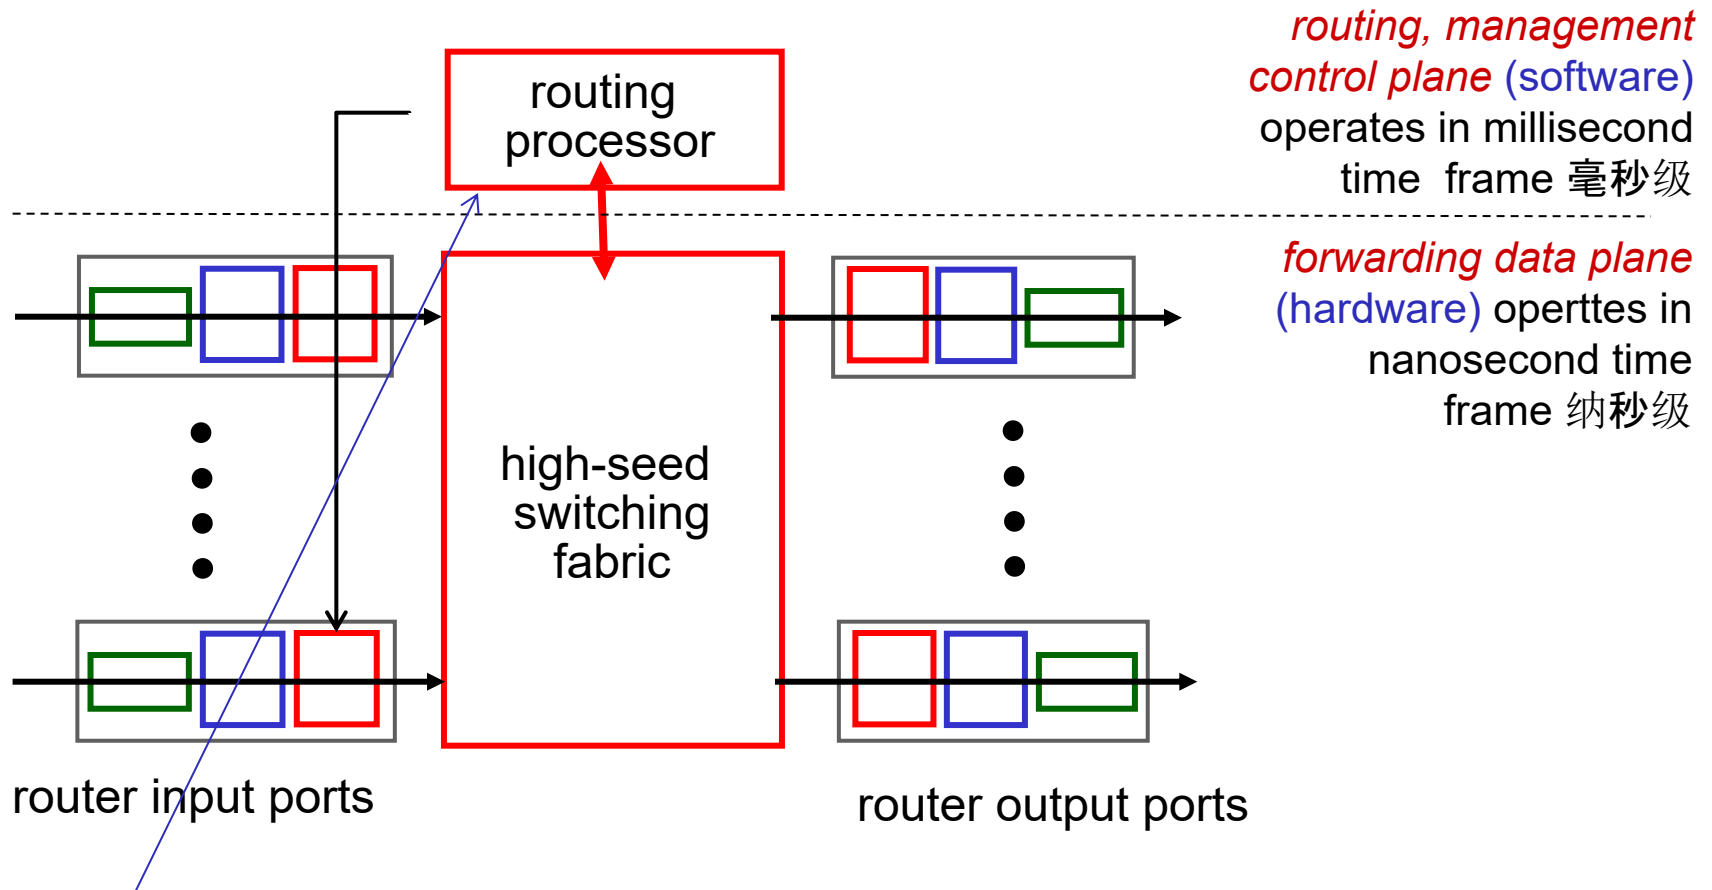 routing, management
control plane (software)
operates in millisecond
time frame 毫秒级
routing
processor
forwarding data plane
(hardware) operttes in
nanosecond time
frame 纳秒级
high-seed
switching
fabric
router input ports
router output ports